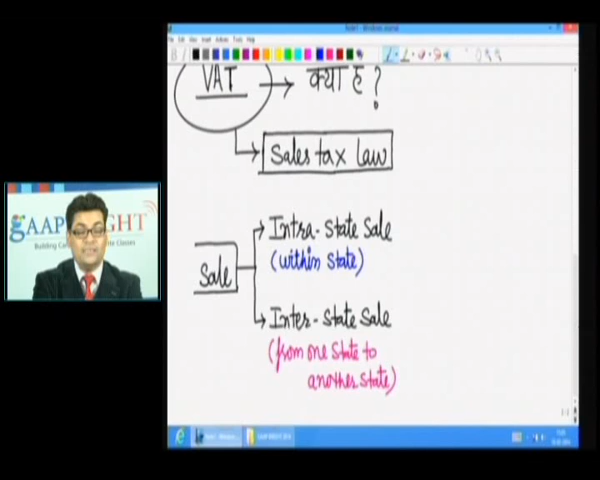 VAT → क्या है ?
Sales tax law
Sale
Intra-State Sale
(within State)
Inter-State Sale
(from one State to
another State)